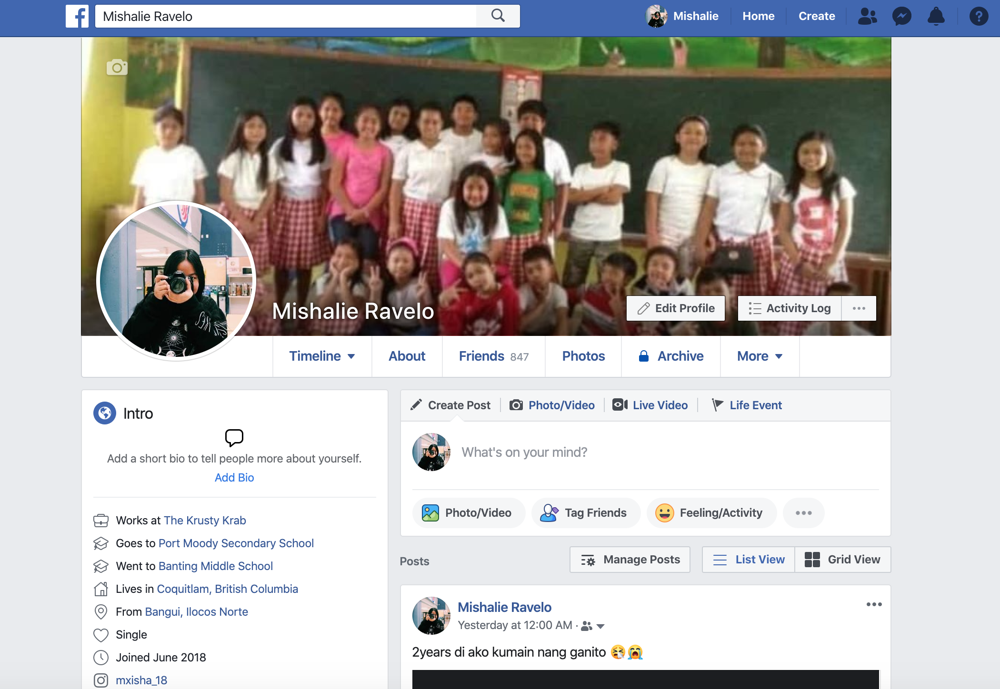 Mishalie Ravelo
Mishalie Home Create
Mishalie Ravelo
Edit Profile
Activity Log
Timeline
About
Friends 847
Photos
Archive
More
Intro
Add a short bio to tell people more about yourself.
Add Bio
Works at The Krusty Krab
Goes to Port Moody Secondary School
Went to Banting Middle School
Lives in Coquitlam, British Columbia
From Bangui, Ilocos Norte
Single
Joined June 2018
mxisha_18
Create Post
Photo/Video
Live Video
Life Event
What's on your mind?
Photo/Video
Tag Friends
Feeling/Activity
Posts
Manage Posts
List View
Grid View
Mishalie Ravelo
Yesterday at 12:00 AM ·
2years di ako kumain nang ganito 🤧😭